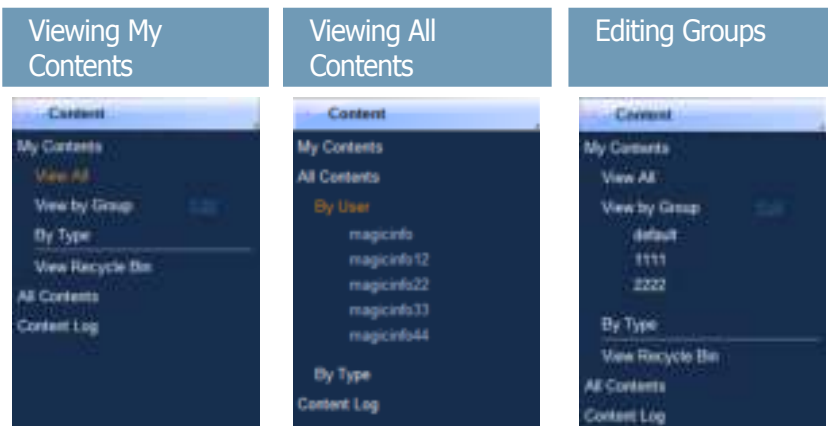 Viewing My
Contents
Content
My Contents
View All
View by Group Edit
By Type
View Recycle Bin
All Contents
Content Log
Viewing All
Contents
Content
My Contents
All Contents
By User
magicinfo
magicinfo12
magicinfo22
magicinfo33
magicinfo44
By Type
Content Log
Editing Groups
Content
My Contents
View All
View by Group Edit
default
1111
2222
By Type
View Recycle Bin
All Contents
Content Log